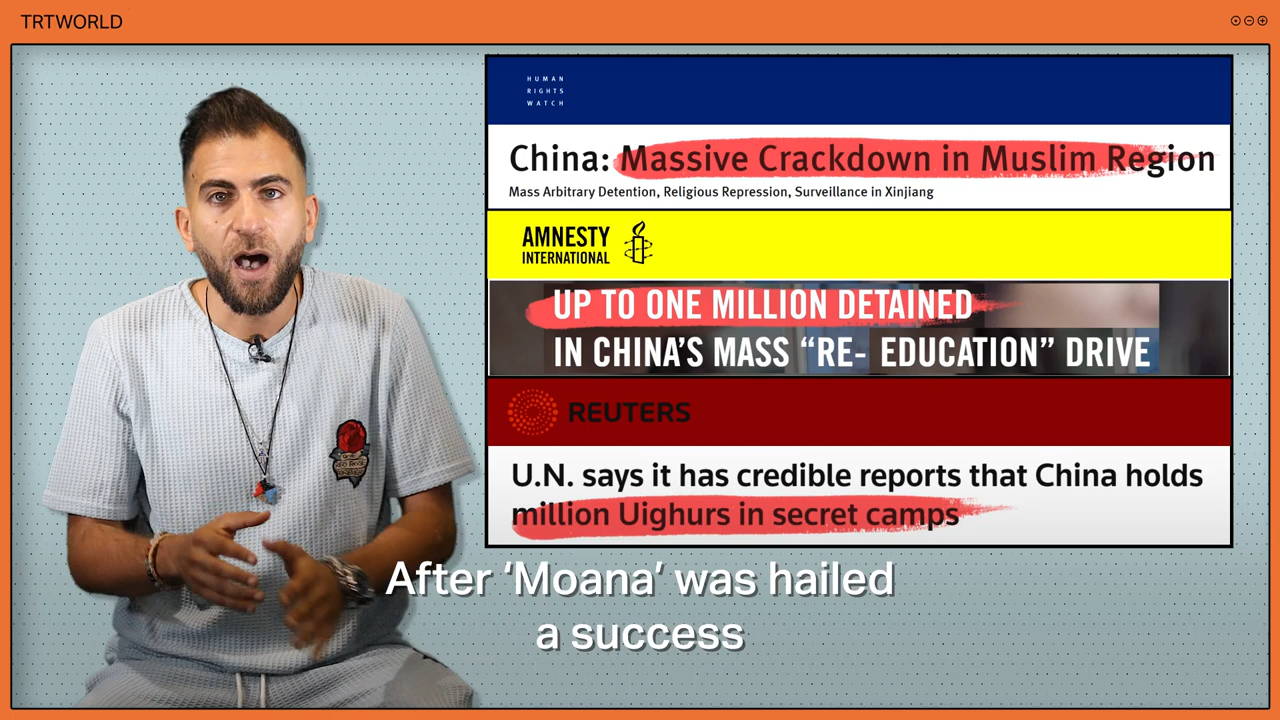 TRTWORLD
HUMAN
RIGHTS
WATCH
China: Massive Crackdown in Muslim Region
Mass Arbitrary Detention, Religious Repression, Surveillance in Xinjiang
AMNESTY
INTERNATIONAL
UP TO ONE MILLION DETAINED
IN CHINA’S MASS “RE- EDUCATION” DRIVE
REUTERS
U.N. says it has credible reports that China holds
million Uighurs in secret camps
After ‘Moana’ was hailed
a success